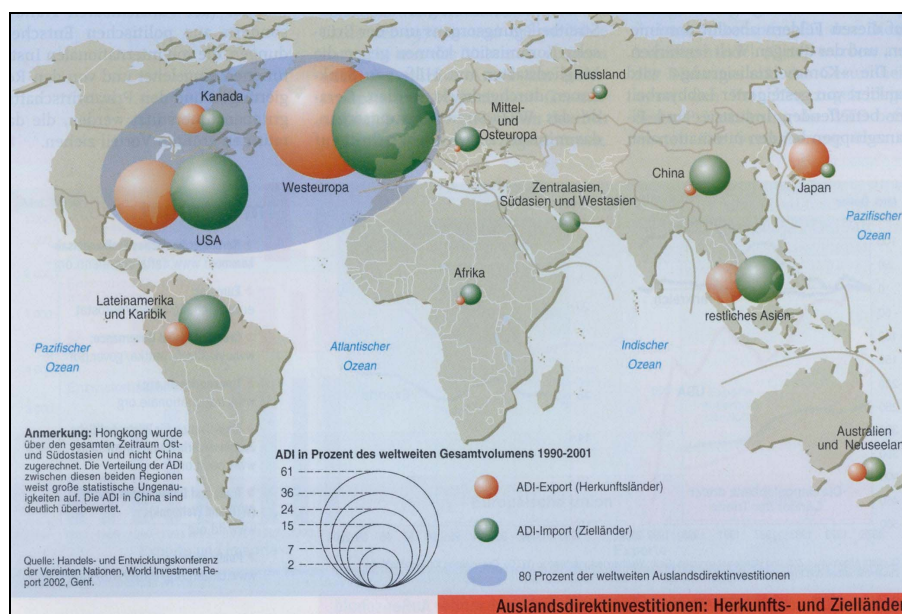 Kanada
Westeuropa
USA
Mittel-
und
Osteuropa
Russland
Zentralasien,
Südasien und Westasien
China
Japan
Pazifischer
Ozean
Lateinamerika
und Karibik
Afrika
restliches Asien
Pazifischer
Ozean
Atlantischer
Ozean
Indischer
Ozean
Australien
und Neuseelan
Anmerkung: Hongkong wurde
über den gesamten Zeitraum Ost-
und Südostasien und nicht China
zugerechnet. Die Verteilung der ADI
zwischen diesen beiden Regionen
weist große statistische Ungenau-
igkeiten auf. Die ADI in China sind
deutlich überbewertet.
Quelle: Handels- und Entwicklungskonferenz
der Vereinten Nationen, World Investment Re-
port 2002, Genf.
ADI in Prozent des weltweiten Gesamtvolumens 1990-2001
61
36
24
15
7
2
ADI-Export (Herkunftsländer)
ADI-Import (Zielländer)
80 Prozent der weltweiten Auslandsdirektinvestitionen
Auslandsdirektinvestitionen: Herkunfts- und Zielländer